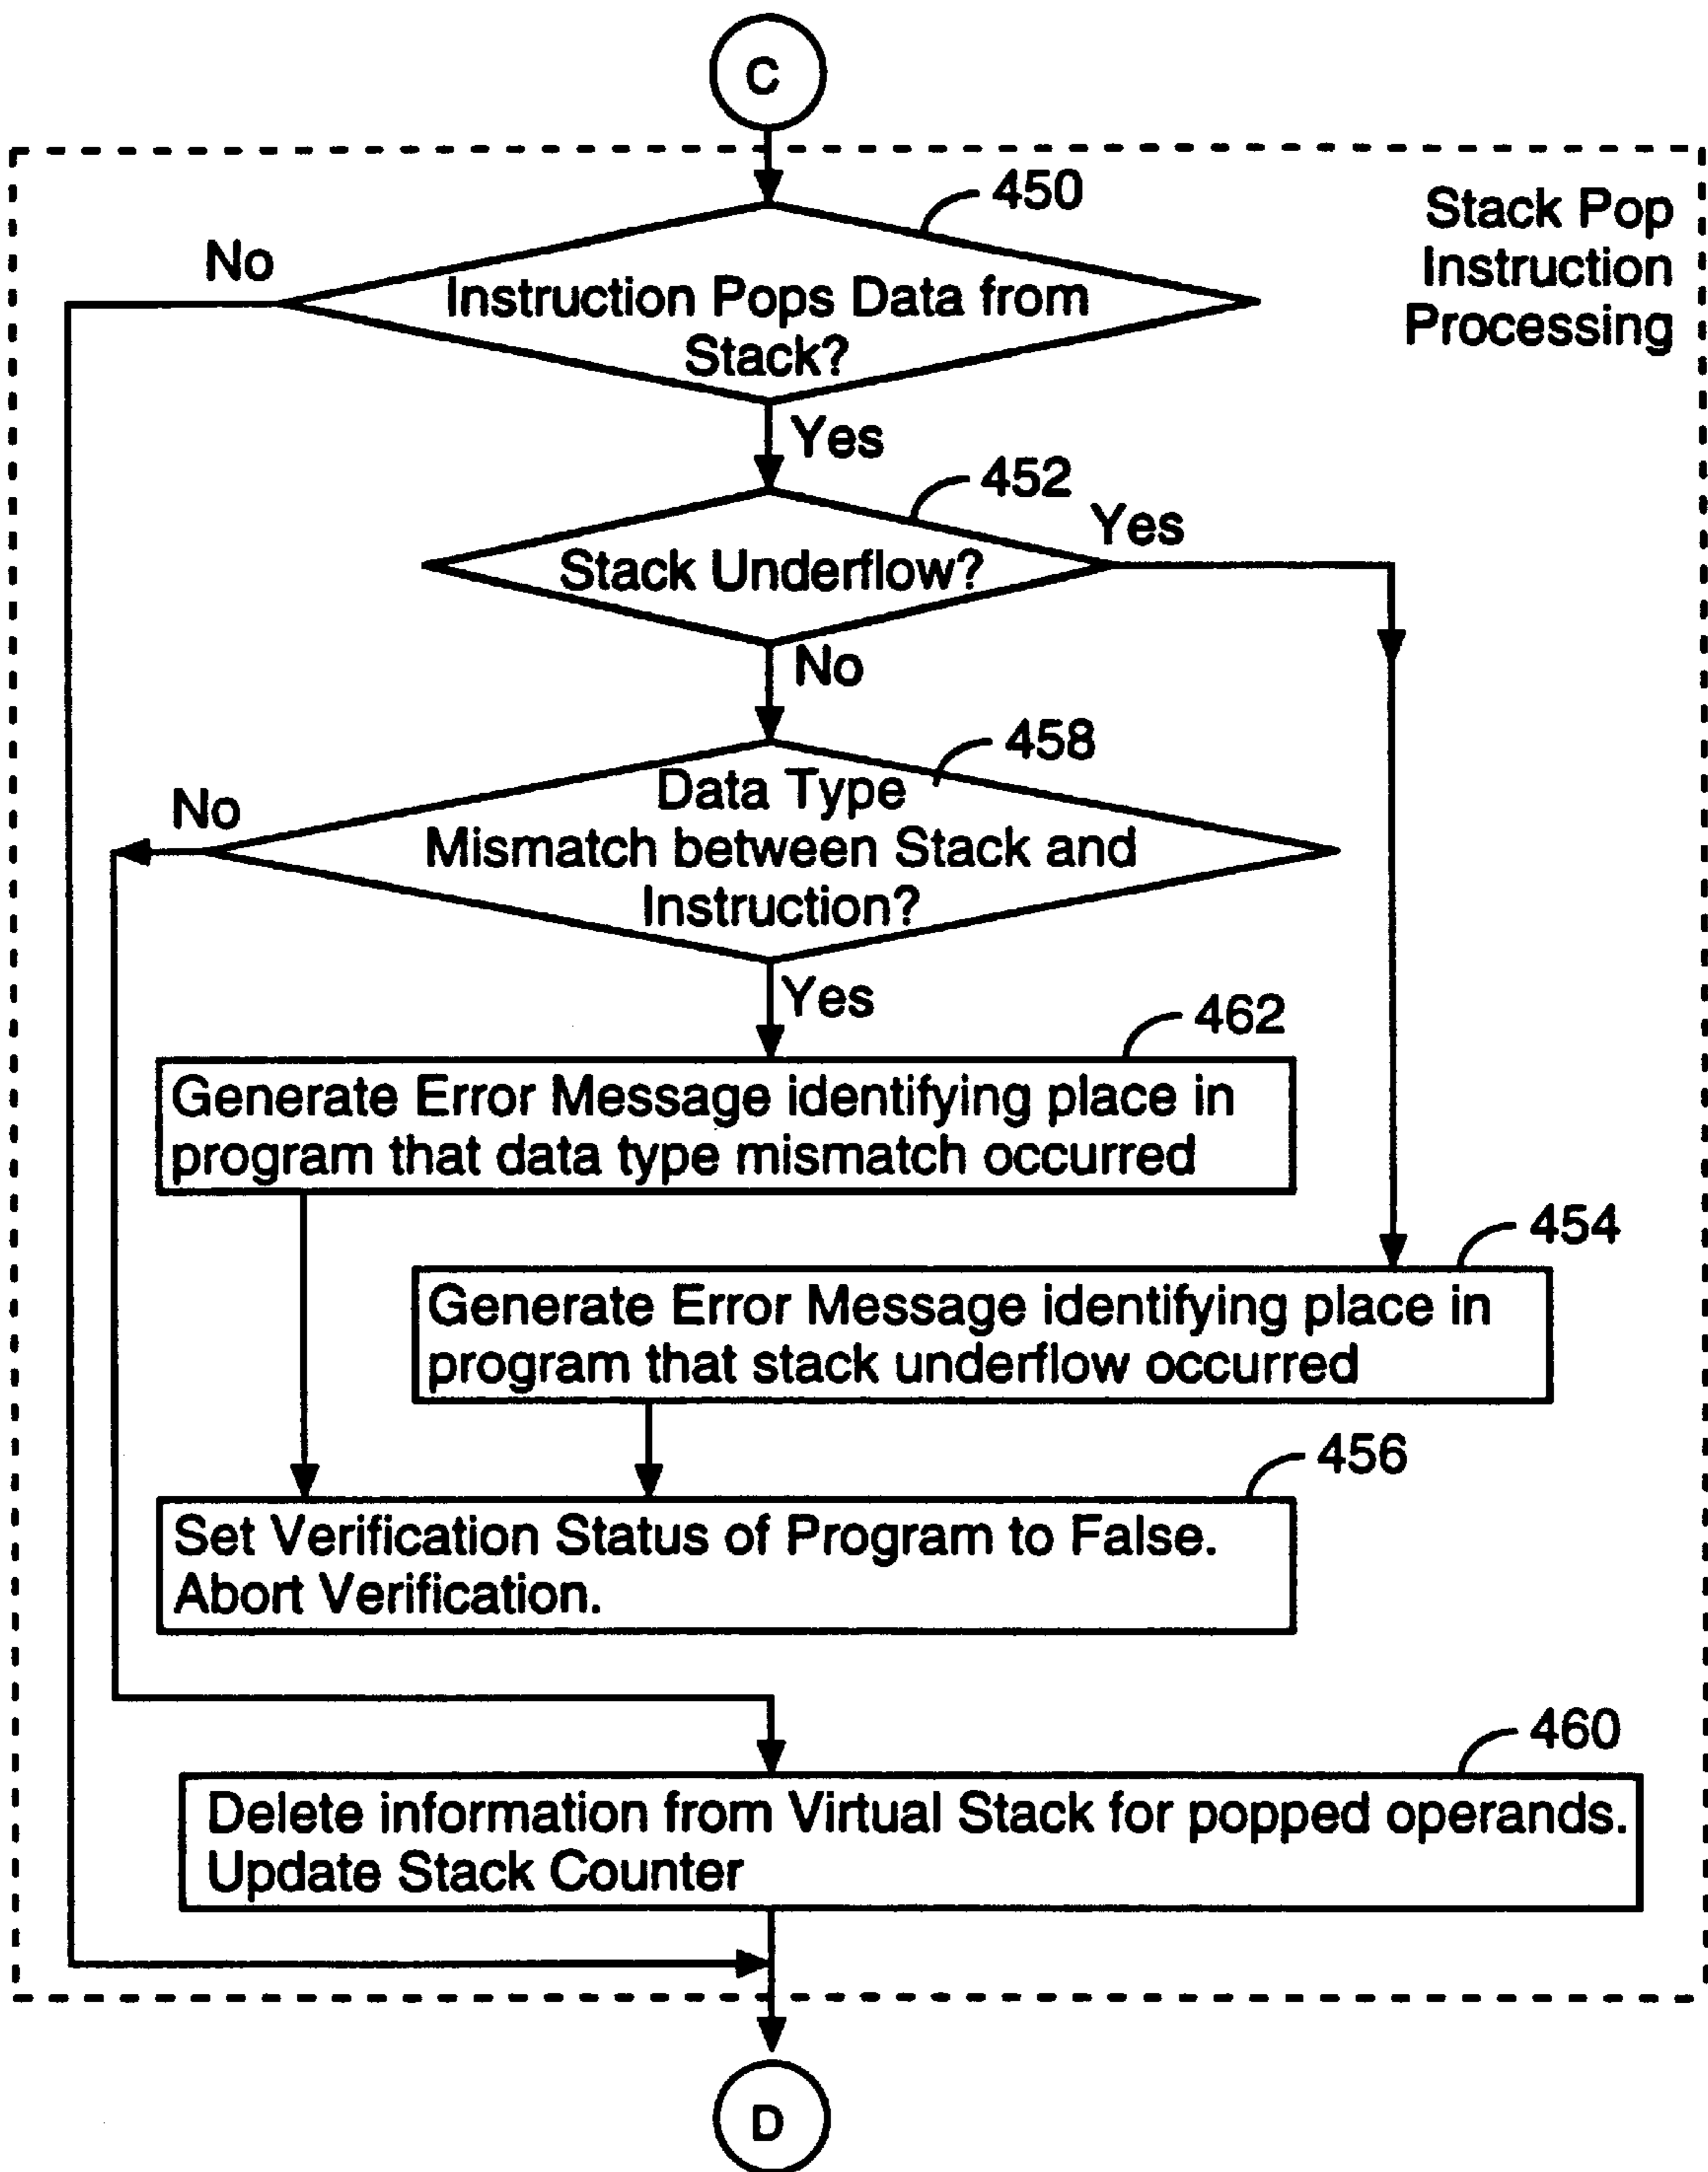 C
450
Stack Pop
Instruction
Processing
No
Instruction Pops Data from
Stack?
Yes
452
Yes
Stack Underflow?
No
458
No
Data Type
Mismatch between Stack and
Instruction?
Yes
462
Generate Error Message identifying place in
program that data type mismatch occurred
454
Generate Error Message identifying place in
program that stack underflow occurred
456
Set Verification Status of Program to False.
Abort Verification.
460
Delete information from Virtual Stack for popped operands.
Update Stack Counter
D